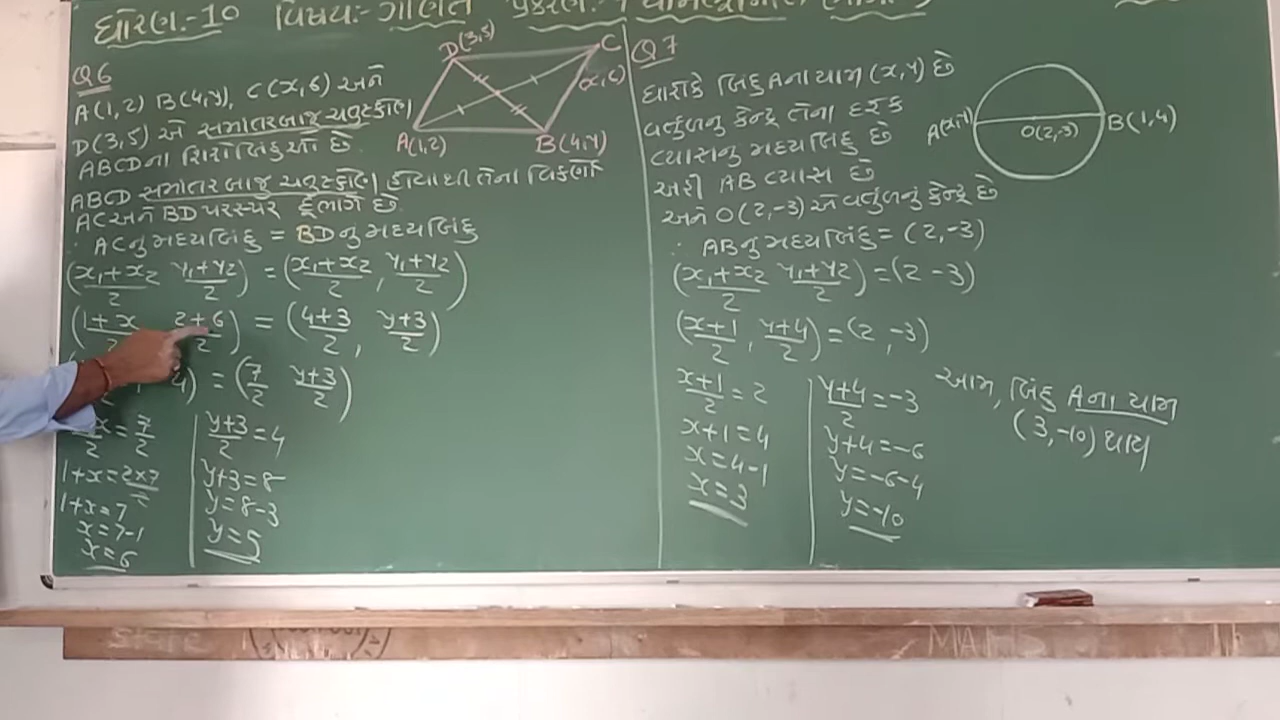 ધોરણ:-10 વિષય:- ગણિત પ્રકરણ:- 7
Q6
A(1,2) B(4,y), C(x,6) અને
D(3,5) એ સમાંતરબાજુ ચતુષ્કોણ
ABCDના શિરોબિંદુઓ છે.
ABCD સમાંતરબાજુ ચતુષ્કોણ હોવાથી તેના વિકર્ણો
AC અને BD પરસ્પર દુભાગે છે.
∴ ACનુ મધ્યબિંદુ = BDનુ મધ્યબિંદુ
(x₁+x₂/2 y₁+y₂/2) = (x₁+x₂/2, y₁+y₂/2)
(1+x/2 2+6/2) = (4+3/2, y+3/2)
4) = (7/2 y+3/2)
x/2 = 7/2
1+x = 2×7/2
1+x=7
x=7-1
x=6
y+3/2 = 4
y+3=8
y=8-3
y=5
D(3,5)
C
(x,6)
A(1,2)
B(4,y)
Q7
ધારોકે બિંદુ Aના યામ (x,y) છે
વર્તુળનુ કેન્દ્ર તેના દરેક
વ્યાસનુ મધ્યબિંદુ છે
અહી AB વ્યાસ છે
અને O(2,-3) એ વર્તુળનું કેન્દ્ર છે
∴ ABનુ મધ્યબિંદુ = (2,-3)
(x₁+x₂/2 y₁+y₂/2) = (2 -3)
(x+1/2, y+4/2) = (2,-3)
x+1/2 = 2
x+1=4
x=4-1
x=3
y+4/2 = -3
y+4=-6
y=-6-4
y=-10
A(x,y)
O(2,-3)
B(1,4)
આમ, બિંદુ Aના યામ
(3,-10) થાય
MATHS